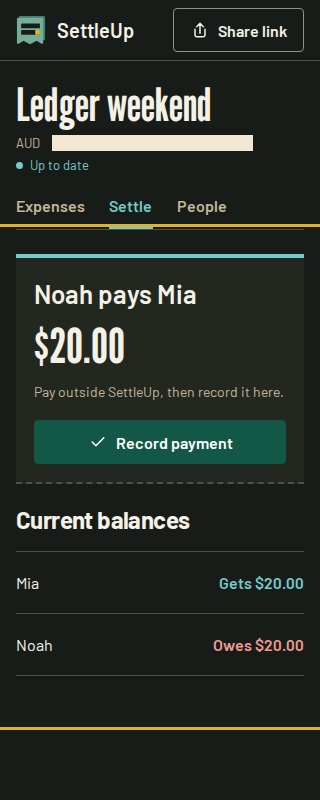 SettleUp
Share link
Ledger weekend
AUD
Up to date
Expenses Settle People
Noah pays Mia
$20.00
Pay outside SettleUp, then record it here.
Record payment
Current balances
Mia Gets $20.00
Noah Owes $20.00